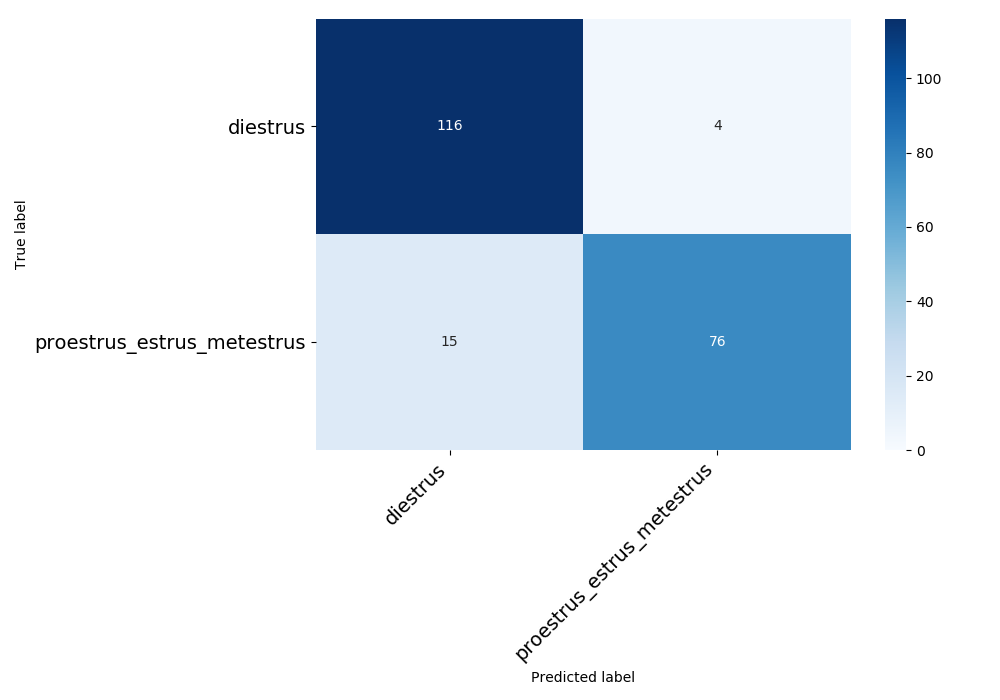 True label
diestrus
116
4
proestrus_estrus_metestrus
15
76
diestrus
proestrus_estrus_metestrus
Predicted label
100
80
60
40
20
0